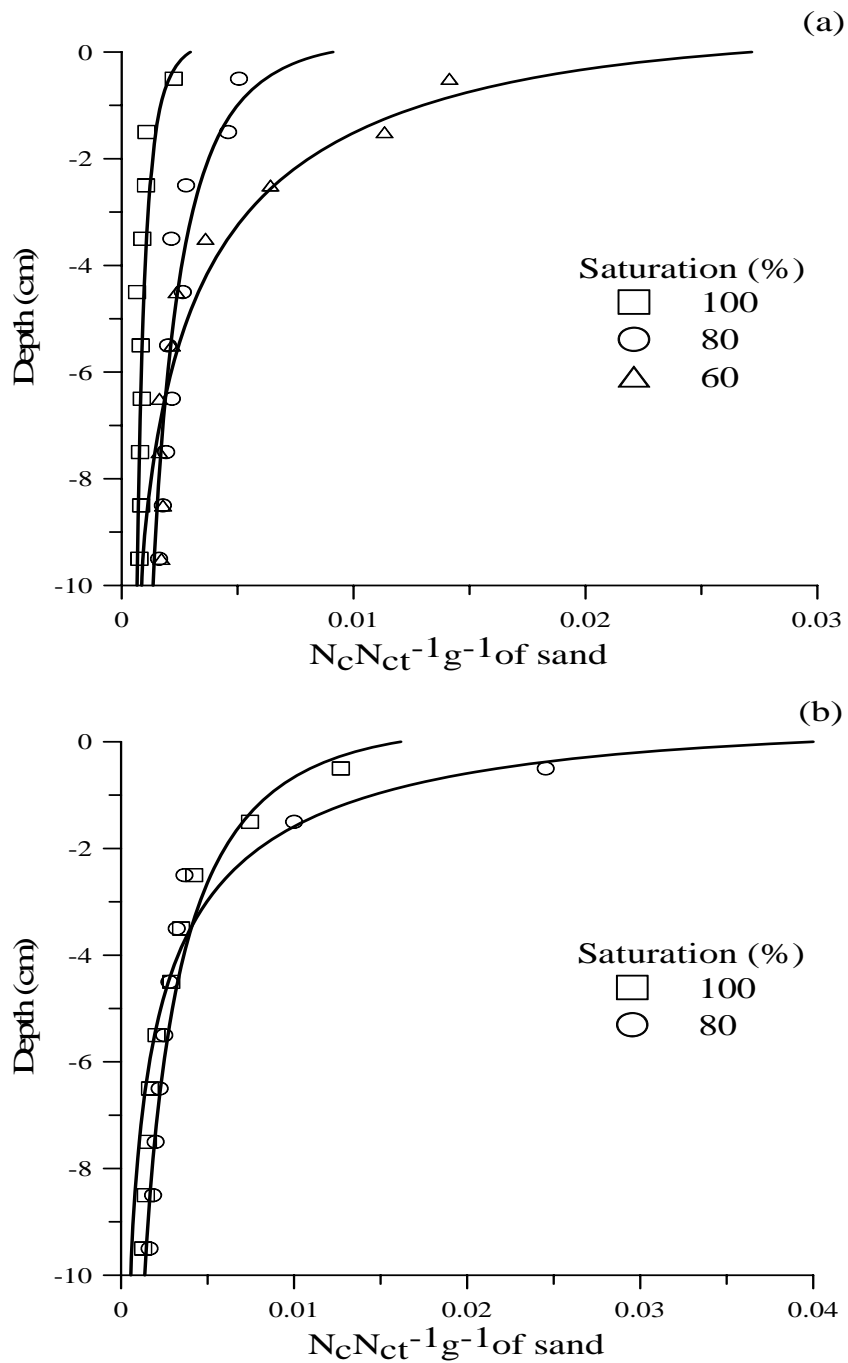 (a)
0
-2
-4
-6
-8
-10
Depth (cm)
Saturation (%)
100
80
60
0 0.01 0.02 0.03
NcNct-1g-1of sand
(b)
0
-2
-4
-6
-8
-10
Depth (cm)
Saturation (%)
100
80
0 0.01 0.02 0.03 0.04
NcNct-1g-1of sand